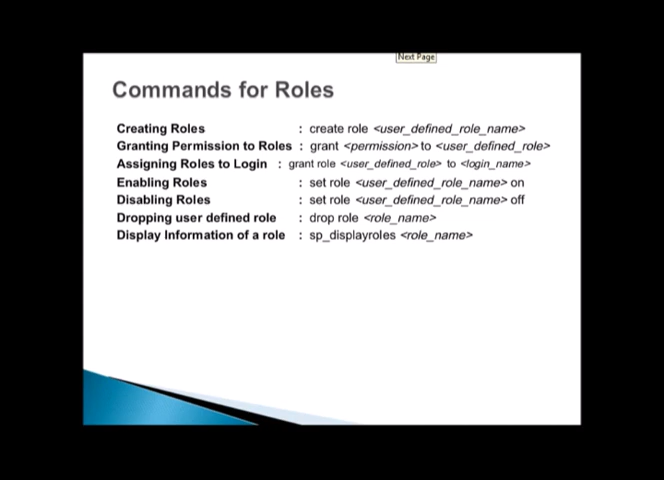 Next Page
Commands for Roles
Creating Roles : create role <user_defined_role_name>
Granting Permission to Roles : grant <permission> to <user_defined_role>
Assigning Roles to Login : grant role <user_defined_role> to <login_name>
Enabling Roles : set role <user_defined_role_name> on
Disabling Roles : set role <user_defined_role_name> off
Dropping user defined role : drop role <role_name>
Display Information of a role : sp_displayroles <role_name>